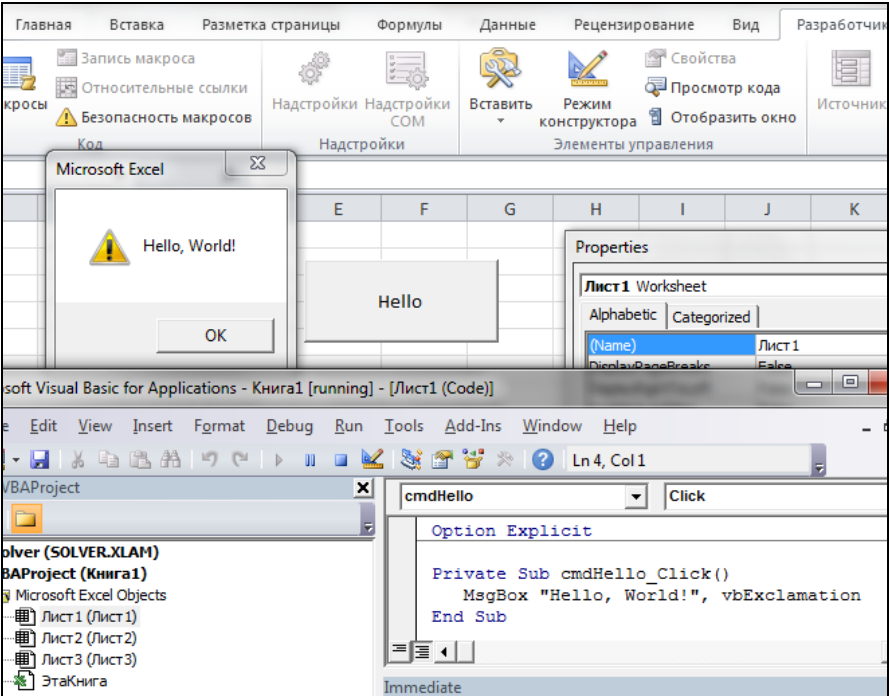 Главная Вставка Разметка страницы Формулы Данные Рецензирование Вид Разработчик
Запись макроса
Относительные ссылки
кросы
Безопасность макросов
Код
Надстройки Надстройки
COM
Надстройки
Вставить
Режим
конструктора
Свойства
Просмотр кода
Отобразить окно
Элементы управления
Источник
Microsoft Excel
Hello, World!
OK
E F G H I J K
Hello
Properties
Лист1 Worksheet
Alphabetic Categorized
(Name) Лист1
DisplayPageBreaks False
soft Visual Basic for Applications - Книга1 [running] - [Лист1 (Code)]
e Edit View Insert Format Debug Run Tools Add-Ins Window Help
Ln 4, Col 1
VBAProject
olver (SOLVER.XLAM)
BAProject (Книга1)
Microsoft Excel Objects
Лист1 (Лист1)
Лист2 (Лист2)
Лист3 (Лист3)
ЭтаКнига
cmdHello Click
Option Explicit
Private Sub cmdHello_Click()
MsgBox "Hello, World!", vbExclamation
End Sub
Immediate